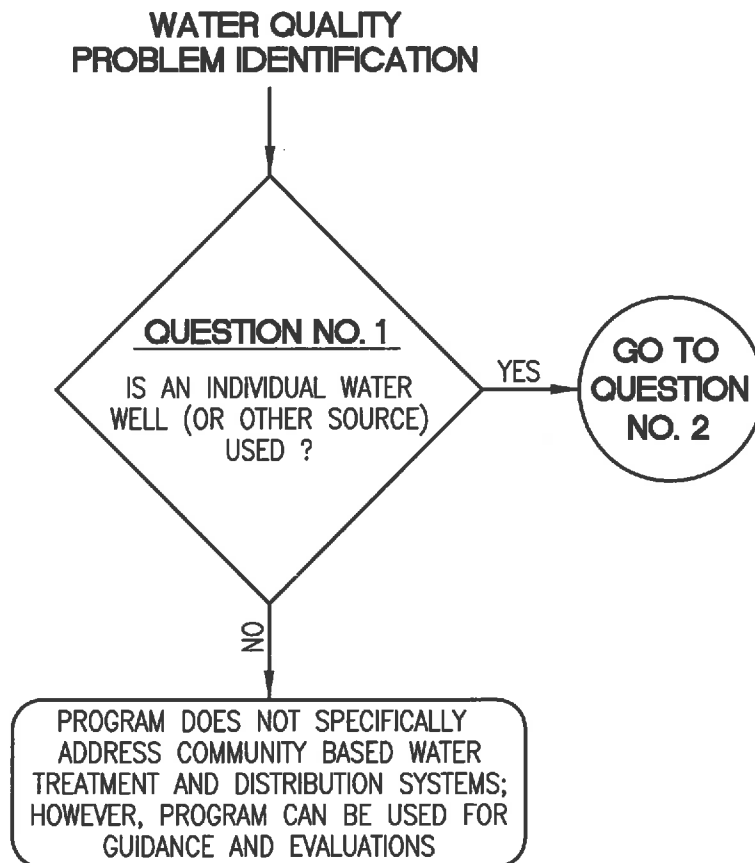 WATER QUALITY
PROBLEM IDENTIFICATION
QUESTION NO. 1
IS AN INDIVIDUAL WATER
WELL (OR OTHER SOURCE)
USED ?
YES
GO TO
QUESTION
NO. 2
NO
PROGRAM DOES NOT SPECIFICALLY
ADDRESS COMMUNITY BASED WATER
TREATMENT AND DISTRIBUTION SYSTEMS;
HOWEVER, PROGRAM CAN BE USED FOR
GUIDANCE AND EVALUATIONS